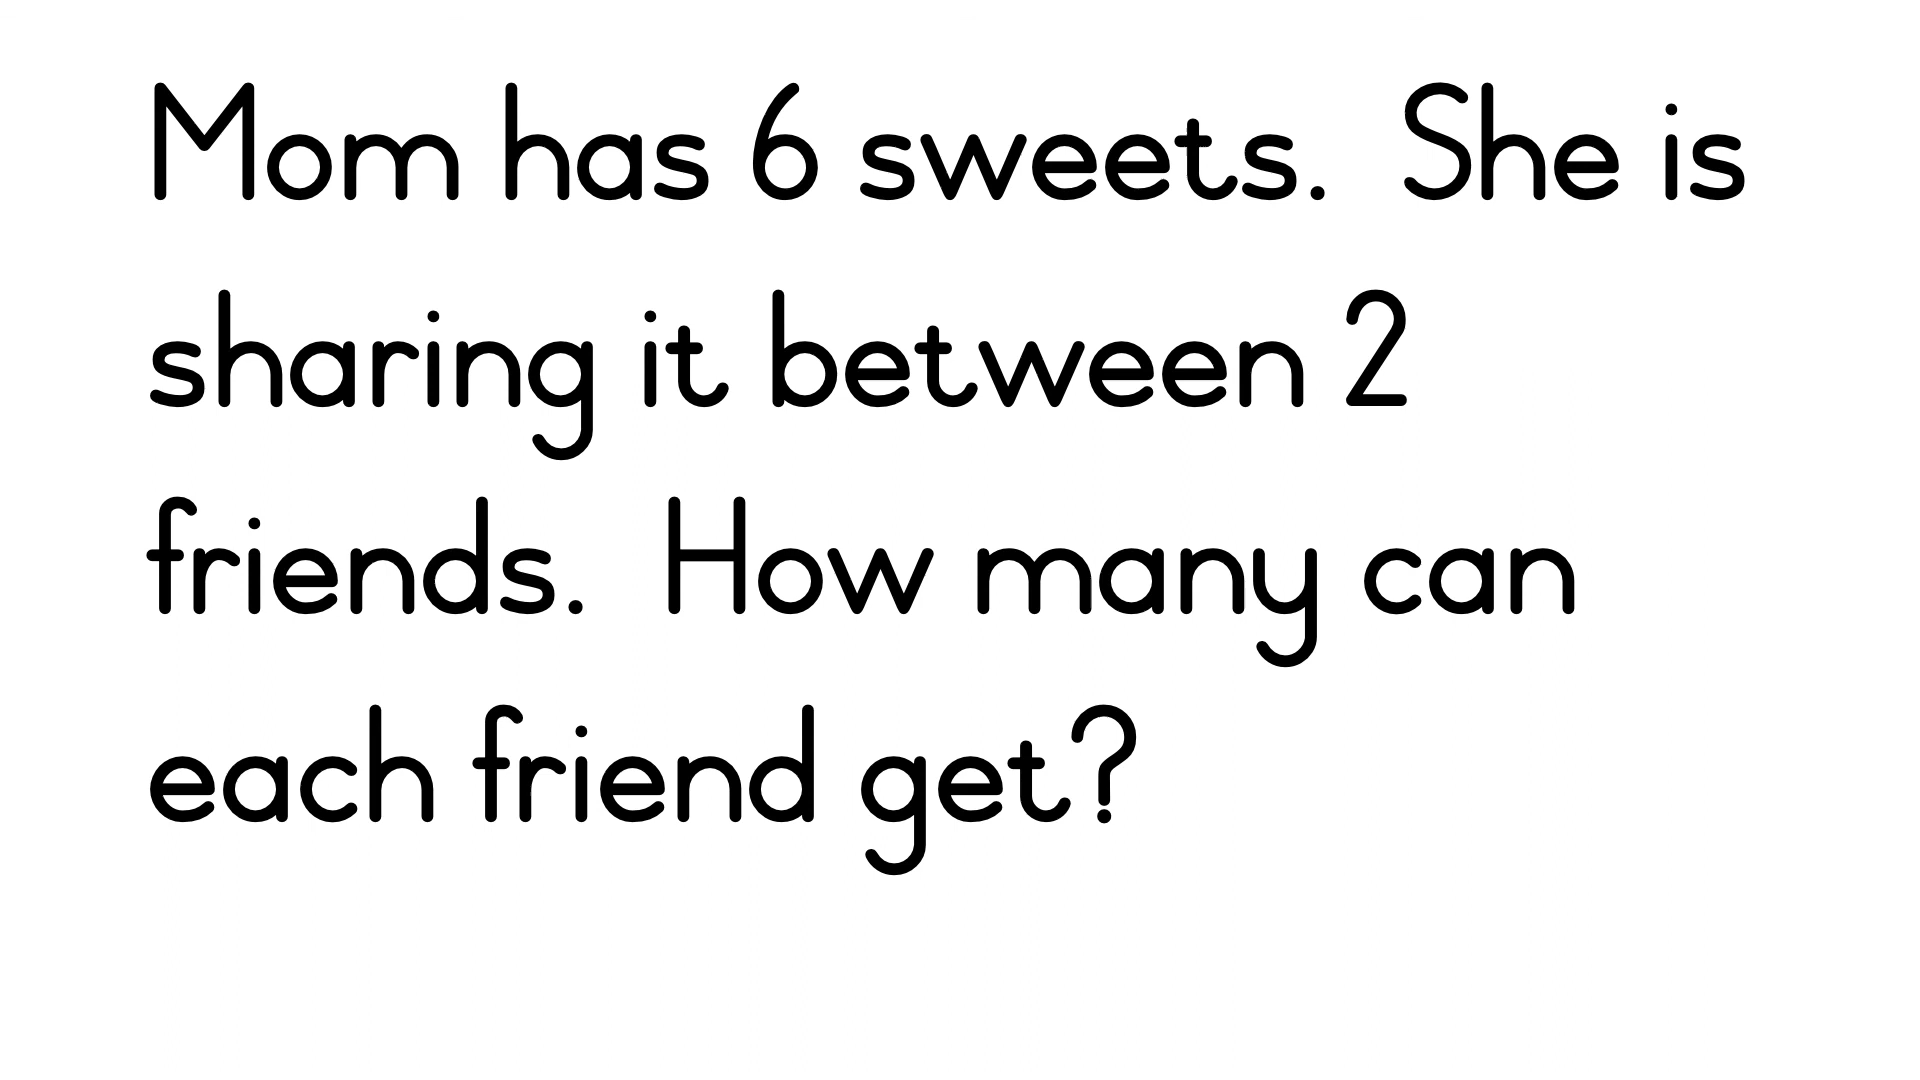 Mom has 6 sweets.  She is
sharing it between 2
friends.  How many can
each friend get?